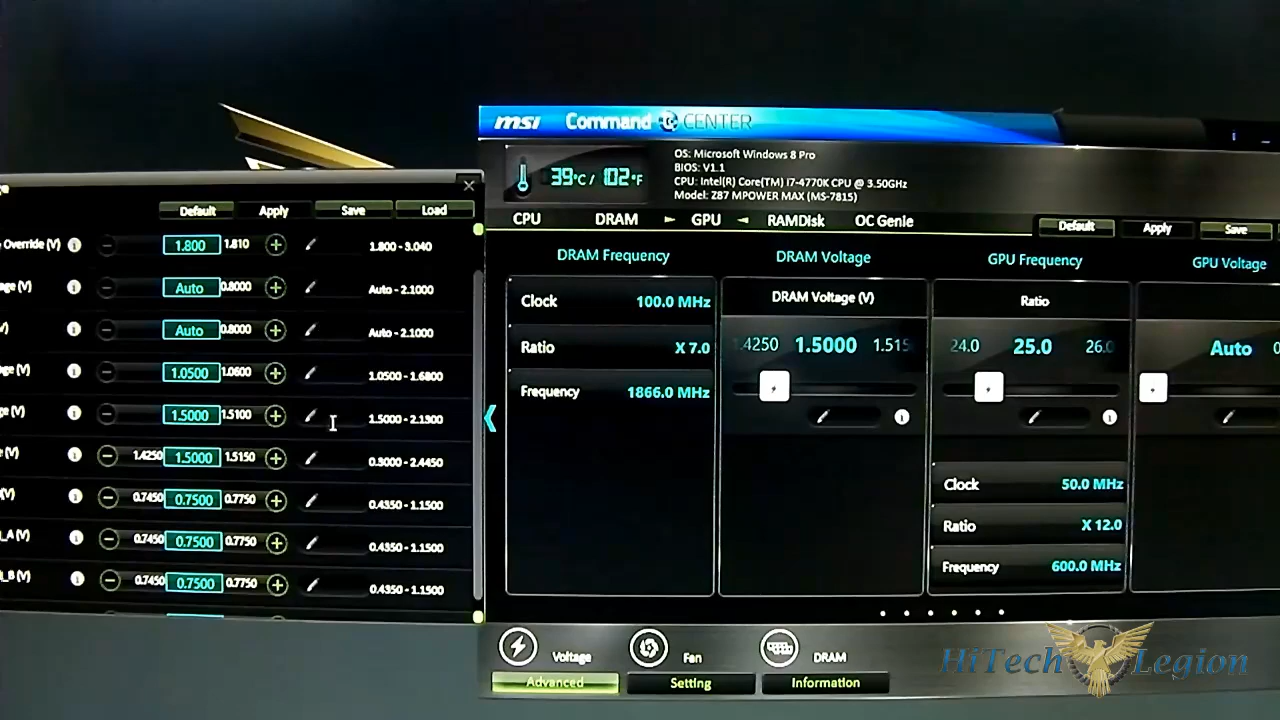 msi Command CENTER
39°C / 102°F
OS: Microsoft Windows 8 Pro
BIOS: V1.1
CPU: Intel(R) Core(TM) i7-4770K CPU @ 3.50GHz
Model: Z87 MPOWER MAX (MS-7815)
CPU DRAM GPU RAMDisk OC Genie
Default Apply Save
DRAM Frequency
Clock 100.0 MHz
Ratio X 7.0
Frequency 1866.0 MHz
DRAM Voltage
DRAM Voltage (V)
1.4250 1.5000 1.515
GPU Frequency
Ratio
24.0 25.0 26.0
Clock 50.0 MHz
Ratio X 12.0
Frequency 600.0 MHz
GPU Voltage
Auto
Default Apply Save Load
Override (V) 1.800 1.810 1.800 - 3.040
Auto 0.8000 Auto - 2.1000
Auto 0.8000 Auto - 2.1000
1.0500 1.0600 1.0500 - 1.6800
1.5000 1.5100 1.5000 - 2.1300
1.4250 1.5000 1.5150 0.3000 - 2.4450
0.7450 0.7500 0.7750 0.4350 - 1.1500
_A (V) 0.7450 0.7500 0.7750 0.4350 - 1.1500
_B (V) 0.7450 0.7500 0.7750 0.4350 - 1.1500
Voltage Fan DRAM
Advanced Setting Information
HiTech Legion